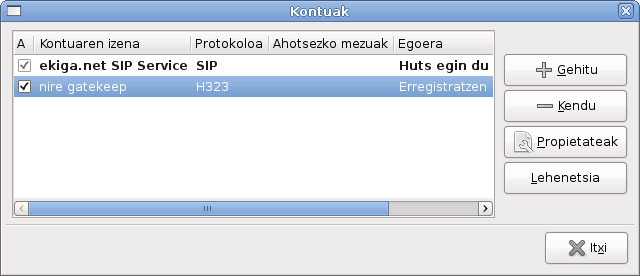 Kontuak
A Kontuaren izena Protokoloa Ahotsezko mezuak Egoera
ekiga.net SIP Service SIP Huts egin du
nire gatekeep H323 Erregistratzen
Gehitu
Kendu
Propietateak
Lehenetsia
Itxi